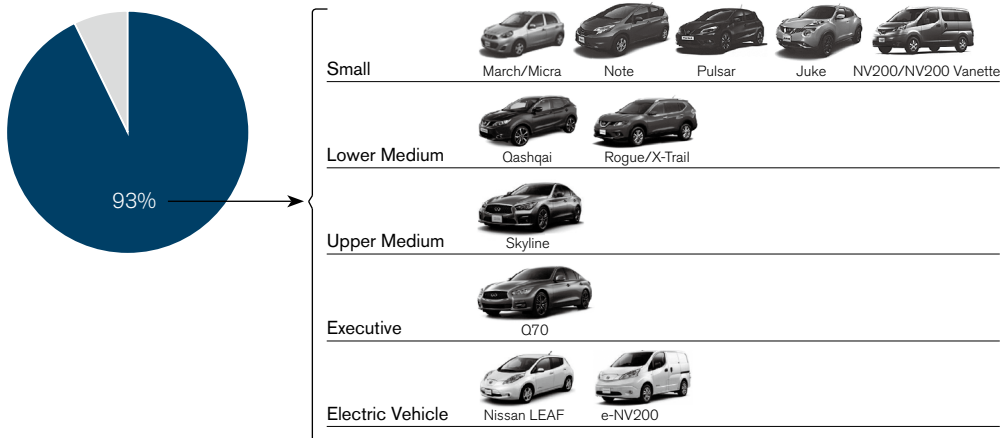 93%
Small
March/Micra Note Pulsar Juke NV200/NV200 Vanette
Lower Medium
Qashqai Rogue/X-Trail
Upper Medium
Skyline
Executive
Q70
Electric Vehicle
Nissan LEAF e-NV200